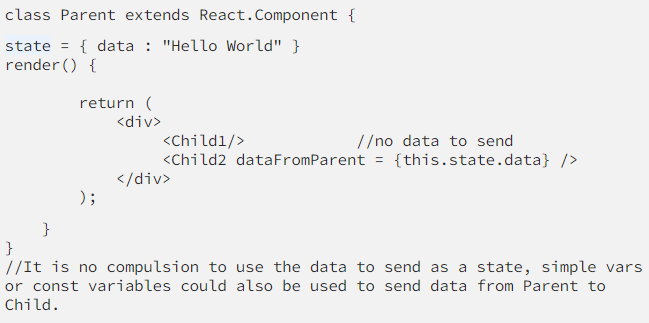 class Parent extends React.Component {
state = { data : "Hello World" }
render() {
return (
<div>
<Child1/> //no data to send
<Child2 dataFromParent = {this.state.data} />
</div>
);
}
}
//It is no compulsion to use the data to send as a state, simple vars
or const variables could also be used to send data from Parent to
Child.